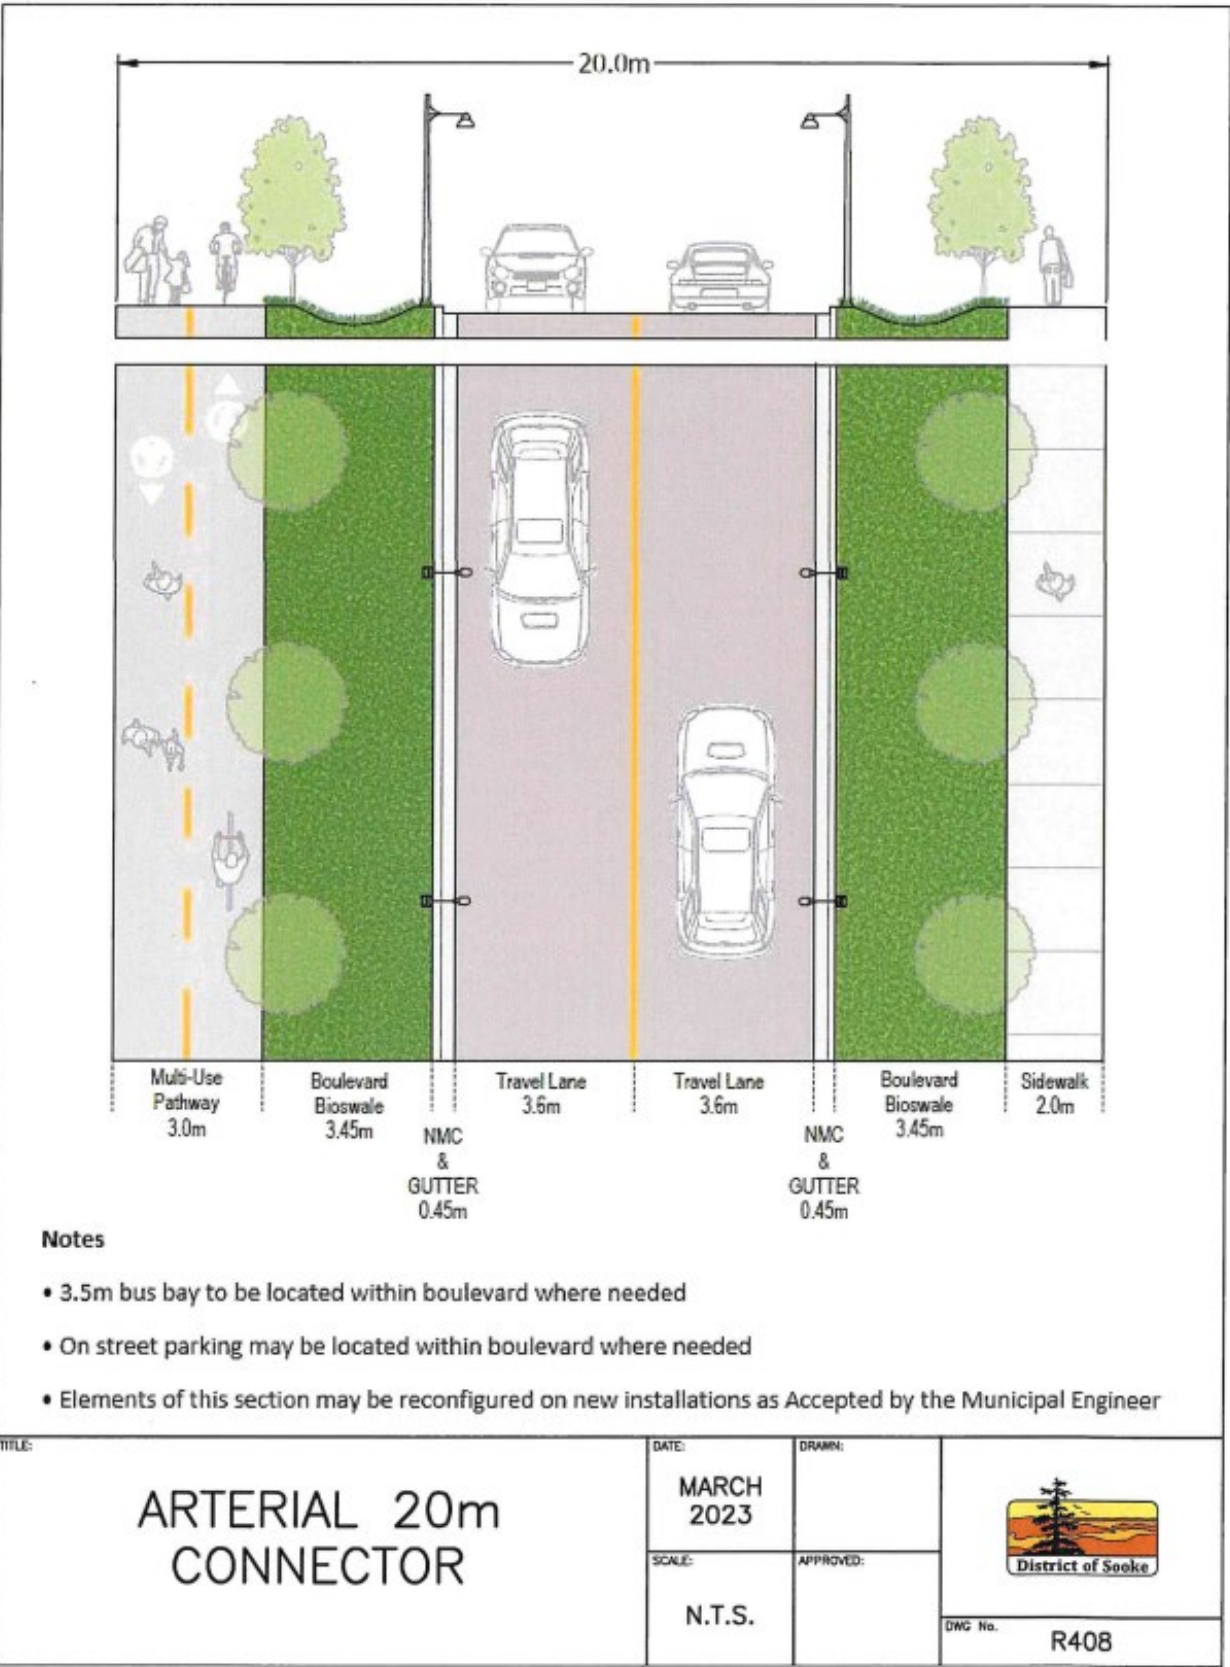 20.0m
Multi-Use
Pathway
3.0m
Boulevard
Bioswale
3.45m
NMC
&
GUTTER
0.45m
Travel Lane
3.6m
Travel Lane
3.6m
NMC
&
GUTTER
0.45m
Boulevard
Bioswale
3.45m
Sidewalk
2.0m
Notes
• 3.5m bus bay to be located within boulevard where needed
• On street parking may be located within boulevard where needed
• Elements of this section may be reconfigured on new installations as Accepted by the Municipal Engineer
TITLE:
ARTERIAL 20m
CONNECTOR
DATE:
MARCH
2023
DRAWN:
SCALE:
N.T.S.
APPROVED:
District of Sooke
DWG No.
R408